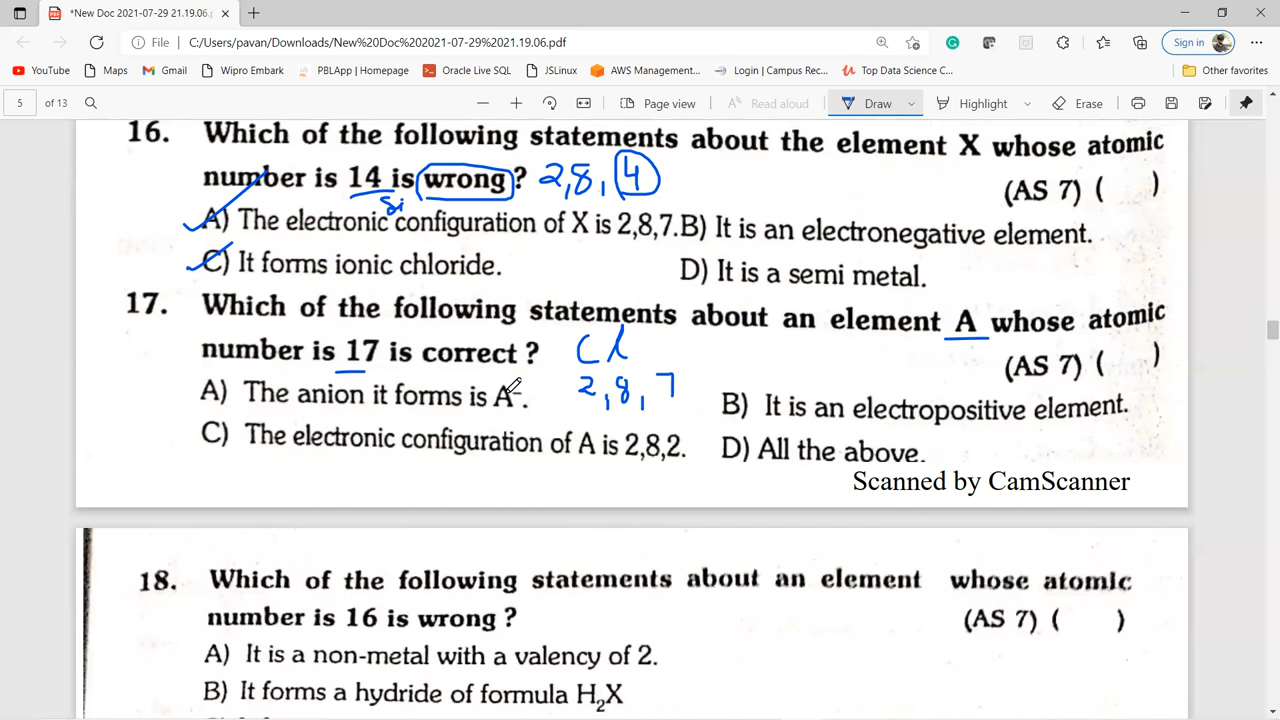 *New Doc 2021-07-29 21.19.06.p
File C:/Users/pavan/Downloads/New%20Doc%202021-07-29%2021.19.06.pdf Sign in
YouTube Maps Gmail Wipro Embark PBLApp | Homepage Oracle Live SQL JSLinux AWS Management... Login | Campus Rec... Top Data Science C... Other favorites
5 of 13 Page view Read aloud Draw Highlight Erase
16. Which of the following statements about the element X whose atomic
number is 14 is wrong ? 2,8,4 (AS 7) ( )
Si
A) The electronic configuration of X is 2,8,7. B) It is an electronegative element.
C) It forms ionic chloride. D) It is a semi metal.
17. Which of the following statements about an element A whose atomic
number is 17 is correct ? Cl (AS 7) ( )
2,8,7
A) The anion it forms is A⁻. B) It is an electropositive element.
C) The electronic configuration of A is 2,8,2. D) All the above.
Scanned by CamScanner
18. Which of the following statements about an element whose atomic
number is 16 is wrong ? (AS 7) ( )
A) It is a non-metal with a valency of 2.
B) It forms a hydride of formula H₂X